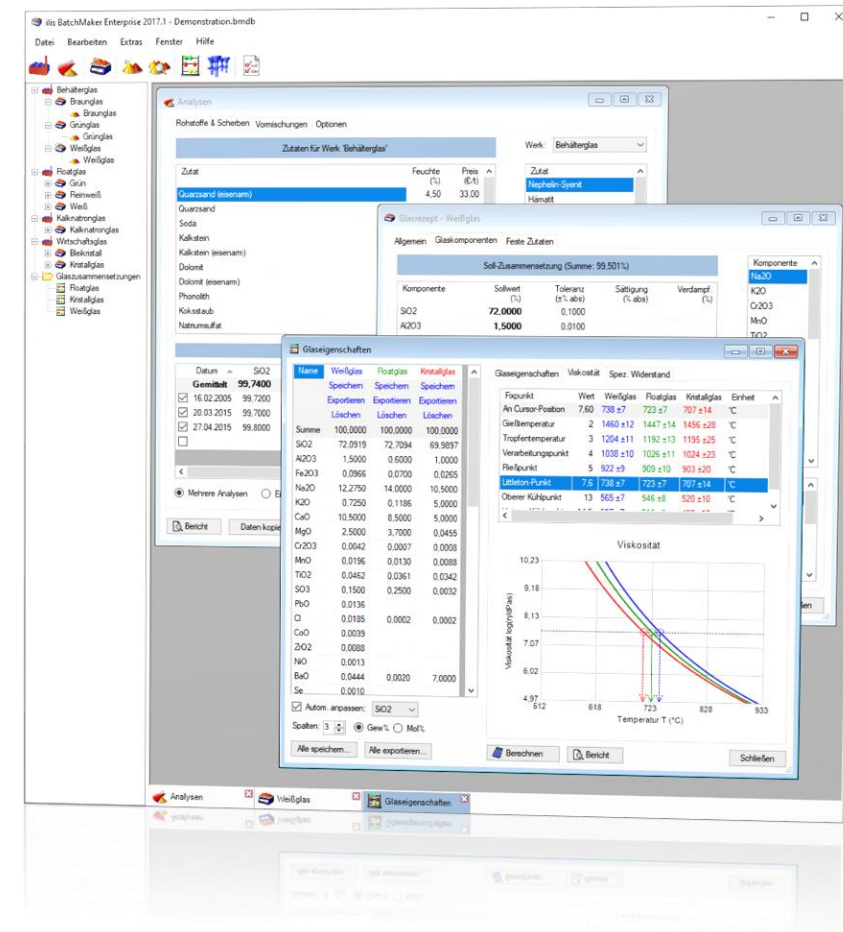 ilis BatchMaker Enterprise 2017.1 - Demonstration.bmdb
Datei Bearbeiten Extras Fenster Hilfe
Behälterglas
Braunglas
Braunglas
Grünglas
Grünglas
Weißglas
Weißglas
Floatglas
Grün
Reinweiß
Weiß
Kalknatronglas
Kalknatronglas
Wirtschaftsglas
Bleikristall
Kristallglas
Glaszusammensetzungen
Floatglas
Kristallglas
Weißglas
Analysen
Rohstoffe & Scherben Vormischungen Optionen
Zutaten für Werk 'Behälterglas'
Werk: Behälterglas
Zutat Feuchte (%) Preis (€/t)
Quarzsand (eisenarm) 4,50 33,00
Quarzsand
Soda
Kalkstein
Kalkstein (eisenarm)
Dolomit
Dolomit (eisenarm)
Phonolith
Koksstaub
Natriumsulfat
Zutat
Nephelin-Syenit
Hämatit
Datum SiO2
Gemittelt 99,7400
16.02.2005 99,7200
20.03.2015 99,7000
27.04.2015 99,8000
Mehrere Analysen
Bericht Daten kopie
Glasrezept - Weißglas
Allgemein Glaskomponenten Feste Zutaten
Soll-Zusammensetzung (Summe: 99,501%)
Komponente Sollwert (%) Toleranz (±% abs) Sättigung (% abs) Verdampf. (%)
SiO2 72,0000 0,1000
Al2O3 1,5000 0,0100
Komponente
Na2O
K2O
Cr2O3
MnO
TiO2
Glaseigenschaften
Name Weißglas Floatglas Kristallglas
Speichern Speichern Speichern
Exportieren Exportieren Exportieren
Löschen Löschen Löschen
Summe 100,0000 100,0000 100,0000
SiO2 72,0919 72,7094 69,9897
Al2O3 1,5000 0,6000 1,0000
Fe2O3 0,0966 0,0700 0,0265
Na2O 12,2750 14,0000 10,5000
K2O 0,7250 0,1186 5,0000
CaO 10,5000 8,5000 5,0000
MgO 2,5000 3,7000 0,0455
Cr2O3 0,0042 0,0007 0,0008
MnO 0,0196 0,0130 0,0088
TiO2 0,0462 0,0361 0,0342
SO3 0,1500 0,2500 0,0032
PbO 0,0136
Cl 0,0185 0,0002 0,0002
CoO 0,0039
ZrO2 0,0088
NiO 0,0013
BaO 0,0444 0,0020 7,0000
Se 0,0010
Autom. anpassen: SiO2
Spalten: 3 Gew% Mol%
Alle speichern... Alle exportieren...
Glaseigenschaften Viskosität Spez. Widerstand
Fixpunkt Wert Weißglas Floatglas Kristallglas Einheit
An Cursor-Position 7,60 738 ±7 723 ±7 707 ±14 °C
Gießtemperatur 2 1460 ±12 1447 ±14 1456 ±28 °C
Tropfentemperatur 3 1204 ±11 1192 ±13 1195 ±25 °C
Verarbeitungspunkt 4 1038 ±10 1026 ±11 1024 ±23 °C
Fließpunkt 5 922 ±9 909 ±10 903 ±20 °C
Littleton-Punkt 7,6 738 ±7 723 ±7 707 ±14 °C
Oberer Kühlpunkt 13 565 ±7 546 ±8 520 ±10 °C
Viskosität
Viskosität log(η/dPas)
10,23
9,18
8,13
7,07
6,02
4,97
512 618 723 828 933
Temperatur T (°C)
Berechnen Bericht Schließen
Analysen Weißglas Glaseigenschaften